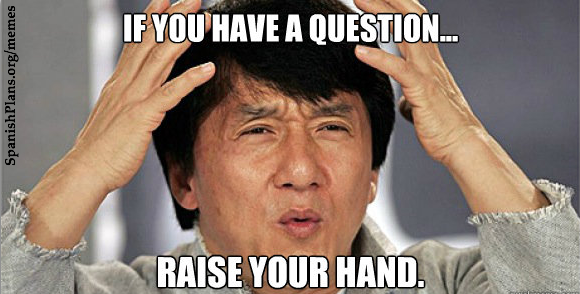 IF YOU HAVE A QUESTION...
RAISE YOUR HAND.
SpanishPlans.org/memes